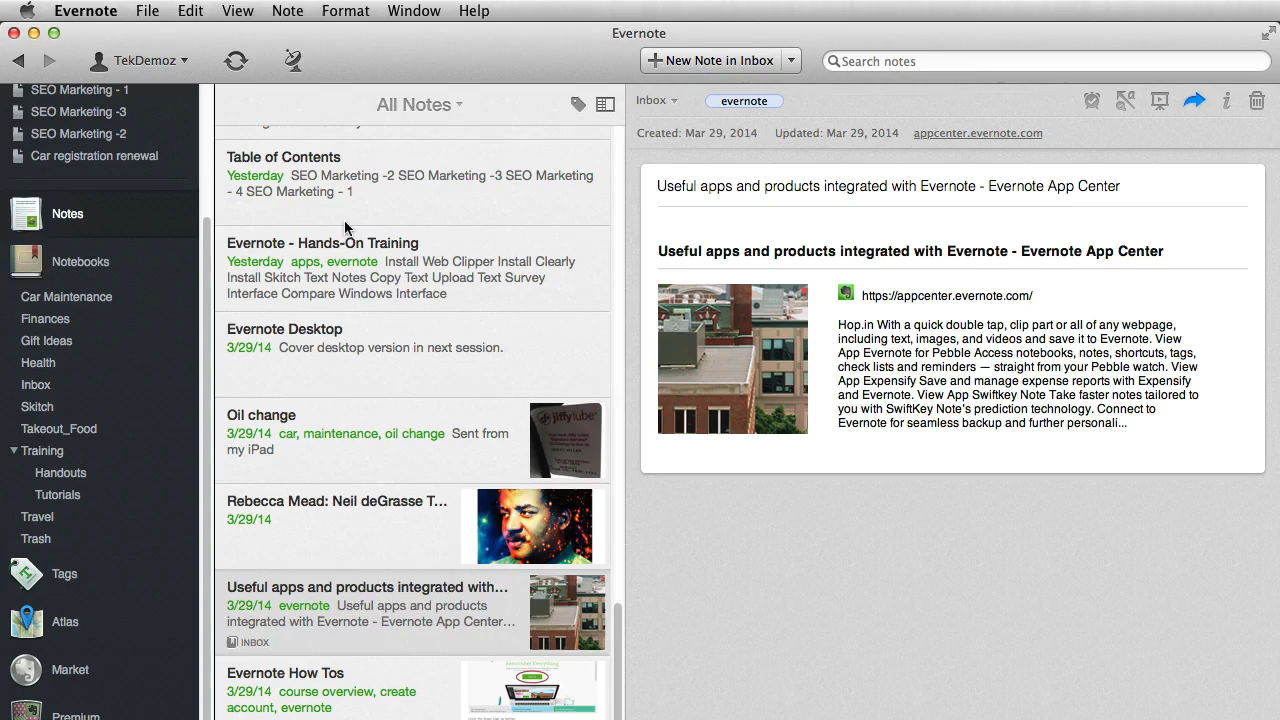 Evernote File Edit View Note Format Window Help
Evernote
TekDemoz
New Note in Inbox
Search notes
SEO Marketing - 1
SEO Marketing -3
SEO Marketing -2
Car registration renewal
Notes
Notebooks
Car Maintenance
Finances
Gift Ideas
Health
Inbox
Skitch
Takeout_Food
Training
Handouts
Tutorials
Travel
Trash
Tags
Atlas
Market
Premium
All Notes
Table of Contents
Yesterday SEO Marketing -2 SEO Marketing -3 SEO Marketing
- 4 SEO Marketing - 1
Evernote - Hands-On Training
Yesterday apps, evernote Install Web Clipper Install Clearly
Install Skitch Text Notes Copy Text Upload Text Survey
Interface Compare Windows Interface
Evernote Desktop
3/29/14 Cover desktop version in next session.
Oil change
3/29/14 car, maintenance, oil change Sent from
my iPad
jiffy lube
Rebecca Mead: Neil deGrasse T...
3/29/14
Useful apps and products integrated with...
3/29/14 evernote Useful apps and products
integrated with Evernote - Evernote App Center...
INBOX
Evernote How Tos
3/29/14 course overview, create
account, evernote
Remember Everything
Inbox evernote
Created: Mar 29, 2014 Updated: Mar 29, 2014 appcenter.evernote.com
Useful apps and products integrated with Evernote - Evernote App Center
Useful apps and products integrated with Evernote - Evernote App Center
https://appcenter.evernote.com/
Hop.in With a quick double tap, clip part or all of any webpage,
including text, images, and videos and save it to Evernote. View
App Evernote for Pebble Access notebooks, notes, shortcuts, tags,
check lists and reminders — straight from your Pebble watch. View
App Expensify Save and manage expense reports with Expensify
and Evernote. View App Swiftkey Note Take faster notes tailored to
you with SwiftKey Note's prediction technology. Connect to
Evernote for seamless backup and further personali...